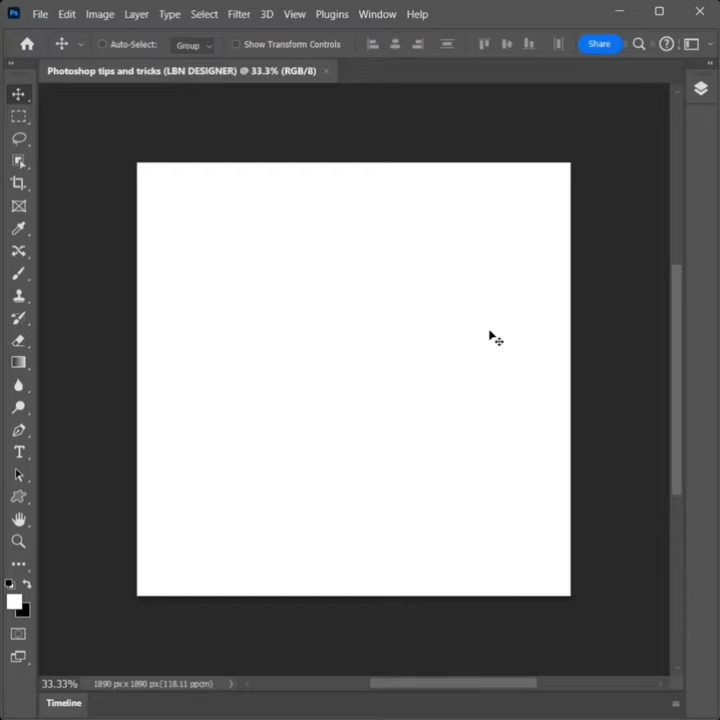 Ps File Edit Image Layer Type Select Filter 3D View Plugins Window Help
Auto-Select: Group Show Transform Controls Share
Photoshop tips and tricks (LBN DESIGNER) @ 33.3% (RGB/8) ×
T
33.33% 1890 px x 1890 px (118.11 ppcm)
Timeline